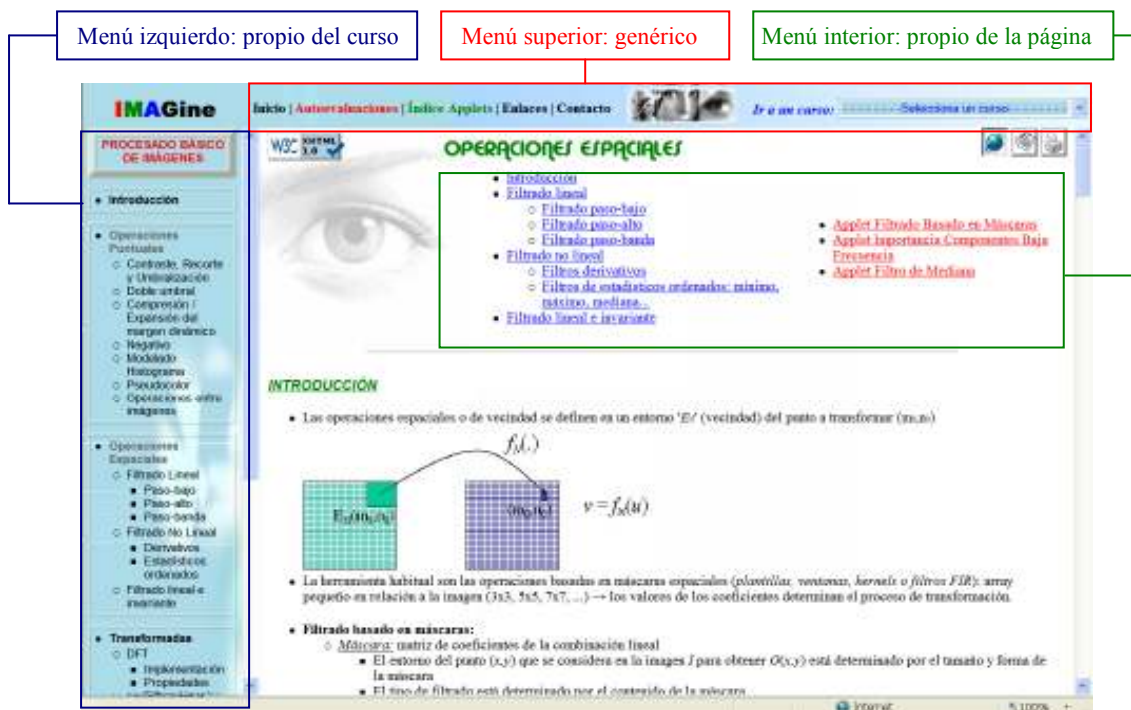 Menú izquierdo: propio del curso
Menú superior: genérico
Menú interior: propio de la página
IMAGine
Inicio | Autoevaluaciones | Índice Applets | Enlaces | Contacto
Ir a un curso:
Selecciona un curso
PROCESADO BÁSICO
DE IMÁGENES
Introducción
Operaciones
Puntuales
Contraste, Recorte
y Umbralización
Doble umbral
Compresión /
Expansión del
margen dinámico
Negativo
Modelado
Histograma
Pseudocolor
Operaciones entre
imágenes
Operaciones
Espaciales
Filtrado Lineal
Paso-bajo
Paso-alto
Paso-banda
Filtrado No Lineal
Derivativos
Estadísticos
ordenados
Filtrado lineal e
invariante
Transformadas
DFT
Implementación
Propiedades
W3C XHTML 1.0
OPERACIONES ESPACIALES
Introducción
Filtrado lineal
Filtrado paso-bajo
Filtrado paso-alto
Filtrado paso-banda
Filtrado no lineal
Filtros derivativos
Filtros de estadísticos ordenados: mínimo,
máximo, mediana...
Filtrado lineal e invariante
Applet Filtrado Basado en Máscaras
Applet Importancia Componentes Baja
Frecuencia
Applet Filtro de Mediana
INTRODUCCIÓN
Las operaciones espaciales o de vecindad se definen en un entorno 'E' (vecindad) del punto a transformar (m₀,n₀)
v = f
La herramienta habitual son las operaciones basadas en máscaras espaciales (plantillas, ventanas, kernels o filtros FIR): array
pequeño en relación a la imagen (3x3, 5x5, 7x7, ...) → los valores de los coeficientes determinan el proceso de transformación.
Filtrado basado en máscaras:
Máscara: matriz de coeficientes de la combinación lineal
El entorno del punto (x,y) que se considera en la images I para obtener O(x,y) está determinado por el tamaño y forma de
la máscara
El tipo de filtrado está determinado por el contenido de la máscara
Internet
100%